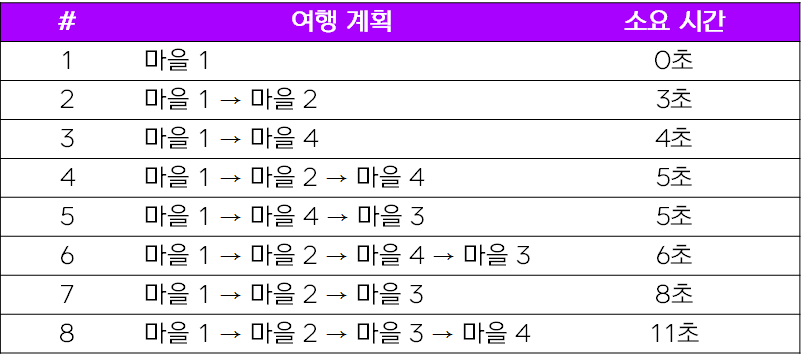 # 여행 계획 소요 시간
1 마을 1 0초
2 마을 1 → 마을 2 3초
3 마을 1 → 마을 4 4초
4 마을 1 → 마을 2 → 마을 4 5초
5 마을 1 → 마을 4 → 마을 3 5초
6 마을 1 → 마을 2 → 마을 4 → 마을 3 6초
7 마을 1 → 마을 2 → 마을 3 8초
8 마을 1 → 마을 2 → 마을 3 → 마을 4 11초